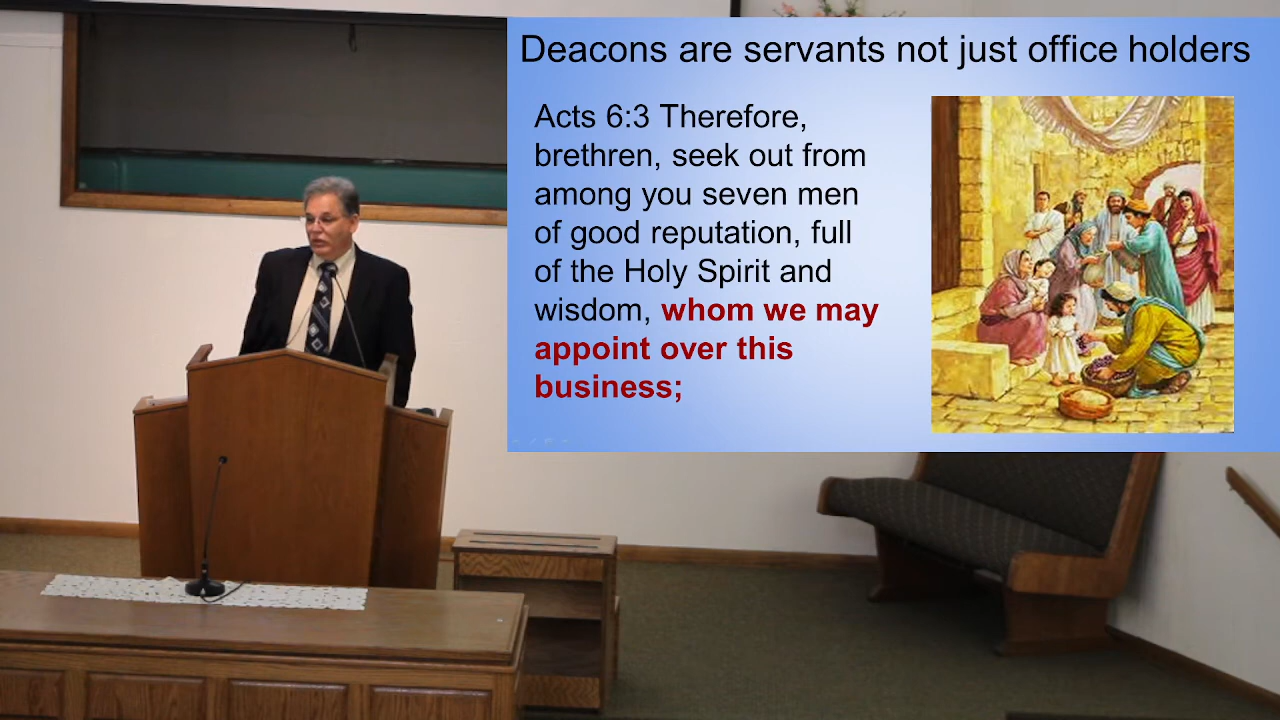 Deacons are servants not just office holders
Acts 6:3 Therefore,
brethren, seek out from
among you seven men
of good reputation, full
of the Holy Spirit and
wisdom, whom we may
appoint over this
business;